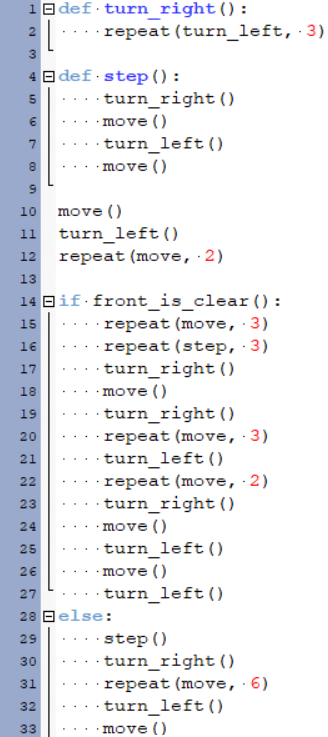 1 def turn_right():
2     repeat(turn_left, 3)
3
4 def step():
5     turn_right()
6     move()
7     turn_left()
8     move()
9
10 move()
11 turn_left()
12 repeat(move, 2)
13
14 if front_is_clear():
15     repeat(move, 3)
16     repeat(step, 3)
17     turn_right()
18     move()
19     turn_right()
20     repeat(move, 3)
21     turn_left()
22     repeat(move, 2)
23     turn_right()
24     move()
25     turn_left()
26     move()
27     turn_left()
28 else:
29     step()
30     turn_right()
31     repeat(move, 6)
32     turn_left()
33     move()